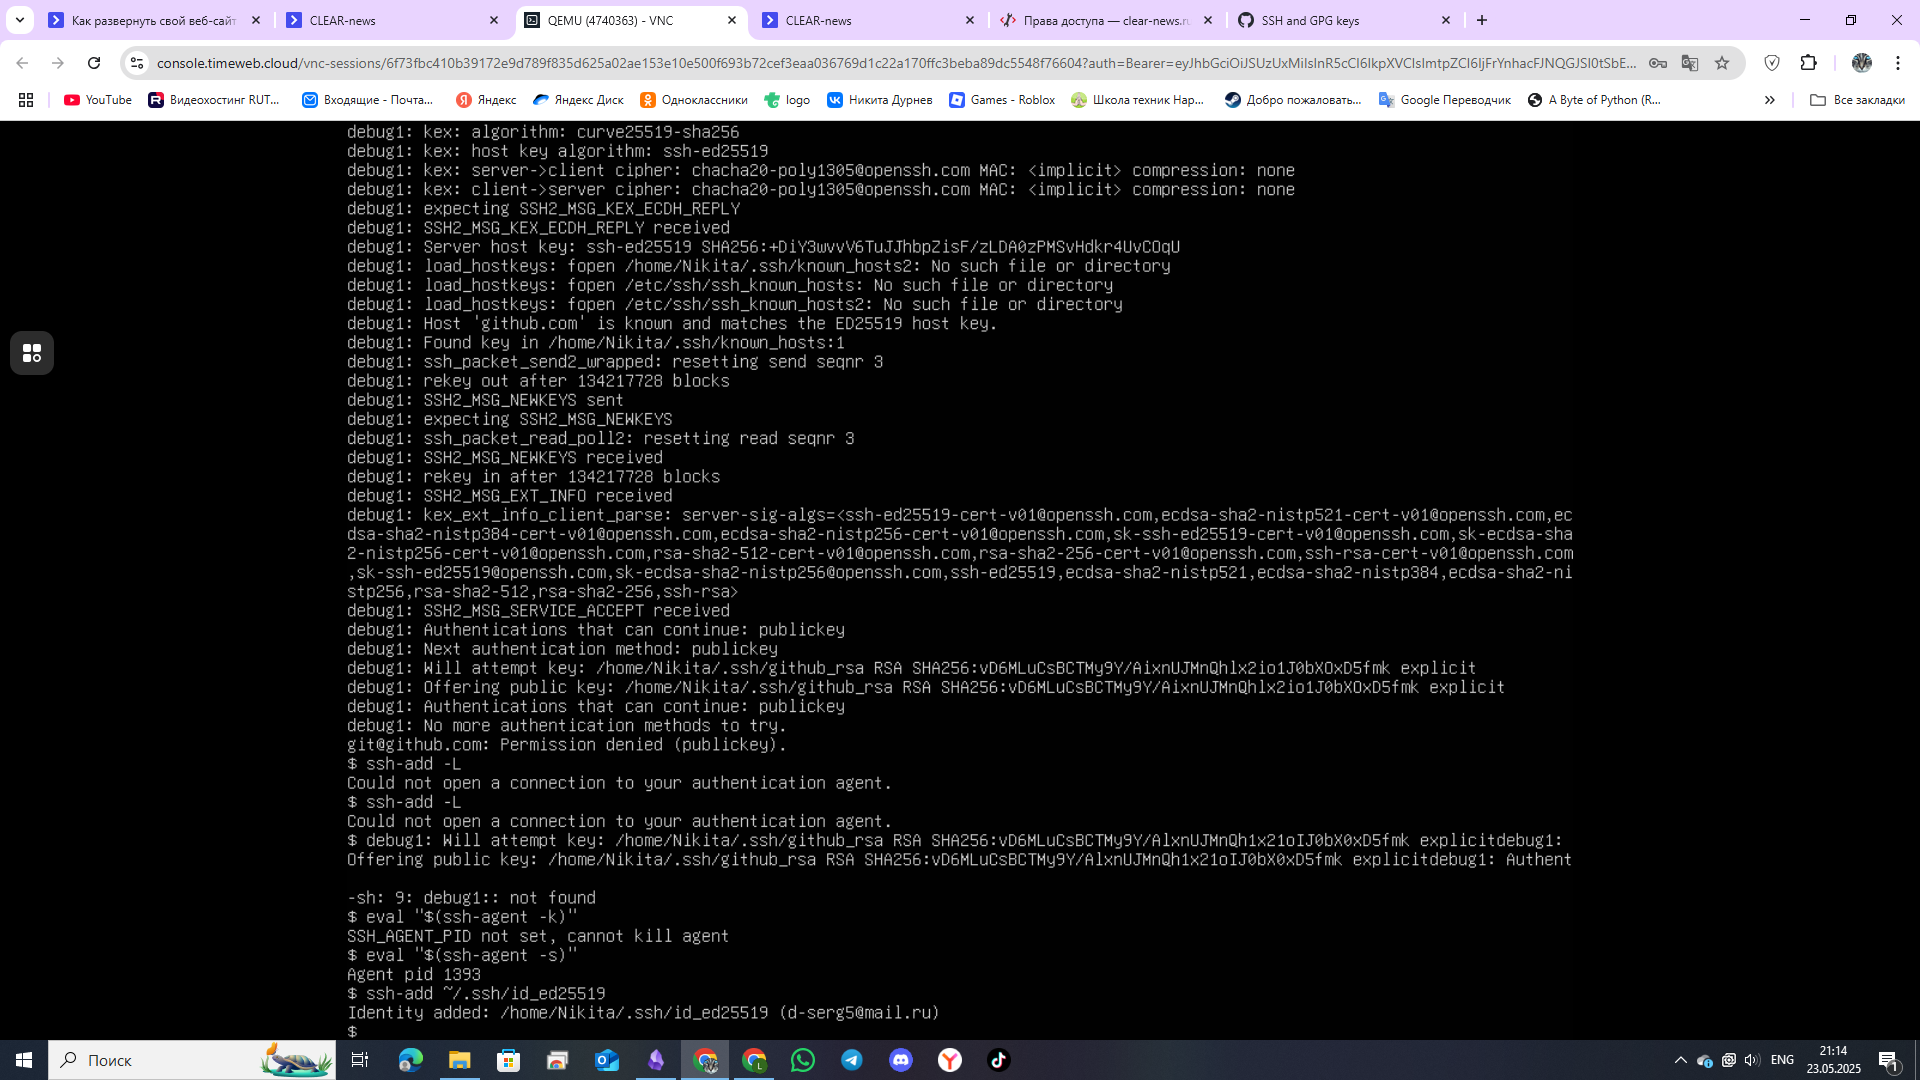 Как развернуть свой веб-сайт
CLEAR-news
QEMU (4740363) - VNC
CLEAR-news
Права доступа — clear-news.ru
SSH and GPG keys
console.timeweb.cloud/vnc-sessions/6f73fbc410b39172e9d789f835d625a02ae153e10e500f693b72cef3eaa036769d1c22a170ffc3beba89dc5548f76604?auth=Bearer=eyJhbGciOiJSUzUxMiIsInR5cCI6IkpXVCIsImtpZCI6IjFrYnhacFJNQGJSI0tSbE...
YouTube
Видеохостинг RUT...
Входящие - Почта...
Яндекс
Яндекс Диск
Одноклассники
logo
Никита Дурнев
Games - Roblox
Школа техник Нар...
Добро пожаловать...
Google Переводчик
A Byte of Python (R...
Все закладки
debug1: kex: algorithm: curve25519-sha256
debug1: kex: host key algorithm: ssh-ed25519
debug1: kex: server->client cipher: chacha20-poly1305@openssh.com MAC: <implicit> compression: none
debug1: kex: client->server cipher: chacha20-poly1305@openssh.com MAC: <implicit> compression: none
debug1: expecting SSH2_MSG_KEX_ECDH_REPLY
debug1: SSH2_MSG_KEX_ECDH_REPLY received
debug1: Server host key: ssh-ed25519 SHA256:+DiY3wvvV6TuJJhbpZisF/zLDA0zPMSvHdkr4UvCOqU
debug1: load_hostkeys: fopen /home/Nikita/.ssh/known_hosts2: No such file or directory
debug1: load_hostkeys: fopen /etc/ssh/ssh_known_hosts: No such file or directory
debug1: load_hostkeys: fopen /etc/ssh/ssh_known_hosts2: No such file or directory
debug1: Host 'github.com' is known and matches the ED25519 host key.
debug1: Found key in /home/Nikita/.ssh/known_hosts:1
debug1: ssh_packet_send2_wrapped: resetting send seqnr 3
debug1: rekey out after 134217728 blocks
debug1: SSH2_MSG_NEWKEYS sent
debug1: expecting SSH2_MSG_NEWKEYS
debug1: ssh_packet_read_poll2: resetting read seqnr 3
debug1: SSH2_MSG_NEWKEYS received
debug1: rekey in after 134217728 blocks
debug1: SSH2_MSG_EXT_INFO received
debug1: kex_ext_info_client_parse: server-sig-algs=<ssh-ed25519-cert-v01@openssh.com,ecdsa-sha2-nistp521-cert-v01@openssh.com,ec
dsa-sha2-nistp384-cert-v01@openssh.com,ecdsa-sha2-nistp256-cert-v01@openssh.com,sk-ssh-ed25519-cert-v01@openssh.com,sk-ecdsa-sha
2-nistp256-cert-v01@openssh.com,rsa-sha2-512-cert-v01@openssh.com,rsa-sha2-256-cert-v01@openssh.com,ssh-rsa-cert-v01@openssh.com
,sk-ssh-ed25519@openssh.com,sk-ecdsa-sha2-nistp256@openssh.com,ssh-ed25519,ecdsa-sha2-nistp521,ecdsa-sha2-nistp384,ecdsa-sha2-ni
stp256,rsa-sha2-512,rsa-sha2-256,ssh-rsa>
debug1: SSH2_MSG_SERVICE_ACCEPT received
debug1: Authentications that can continue: publickey
debug1: Next authentication method: publickey
debug1: Will attempt key: /home/Nikita/.ssh/github_rsa RSA SHA256:vD6MLuCsBCTMy9Y/AixnUJMnQhlx2io1J0bXOxD5fmk explicit
debug1: Offering public key: /home/Nikita/.ssh/github_rsa RSA SHA256:vD6MLuCsBCTMy9Y/AixnUJMnQhlx2io1J0bXOxD5fmk explicit
debug1: Authentications that can continue: publickey
debug1: No more authentication methods to try.
git@github.com: Permission denied (publickey).
$ ssh-add -L
Could not open a connection to your authentication agent.
$ ssh-add -L
Could not open a connection to your authentication agent.
$ debug1: Will attempt key: /home/Nikita/.ssh/github_rsa RSA SHA256:vD6MLuCsBCTMy9Y/AlxnUJMnQh1x21oIJ0bX0xD5fmk explicitdebug1:
Offering public key: /home/Nikita/.ssh/github_rsa RSA SHA256:vD6MLuCsBCTMy9Y/AlxnUJMnQh1x21oIJ0bX0xD5fmk explicitdebug1: Authent
-sh: 9: debug1:: not found
$ eval "$(ssh-agent -k)"
SSH_AGENT_PID not set, cannot kill agent
$ eval "$(ssh-agent -s)"
Agent pid 1393
$ ssh-add ~/.ssh/id_ed25519
Identity added: /home/Nikita/.ssh/id_ed25519 (d-serg5@mail.ru)
$
Поиск
ENG
21:14
23.05.2025
1